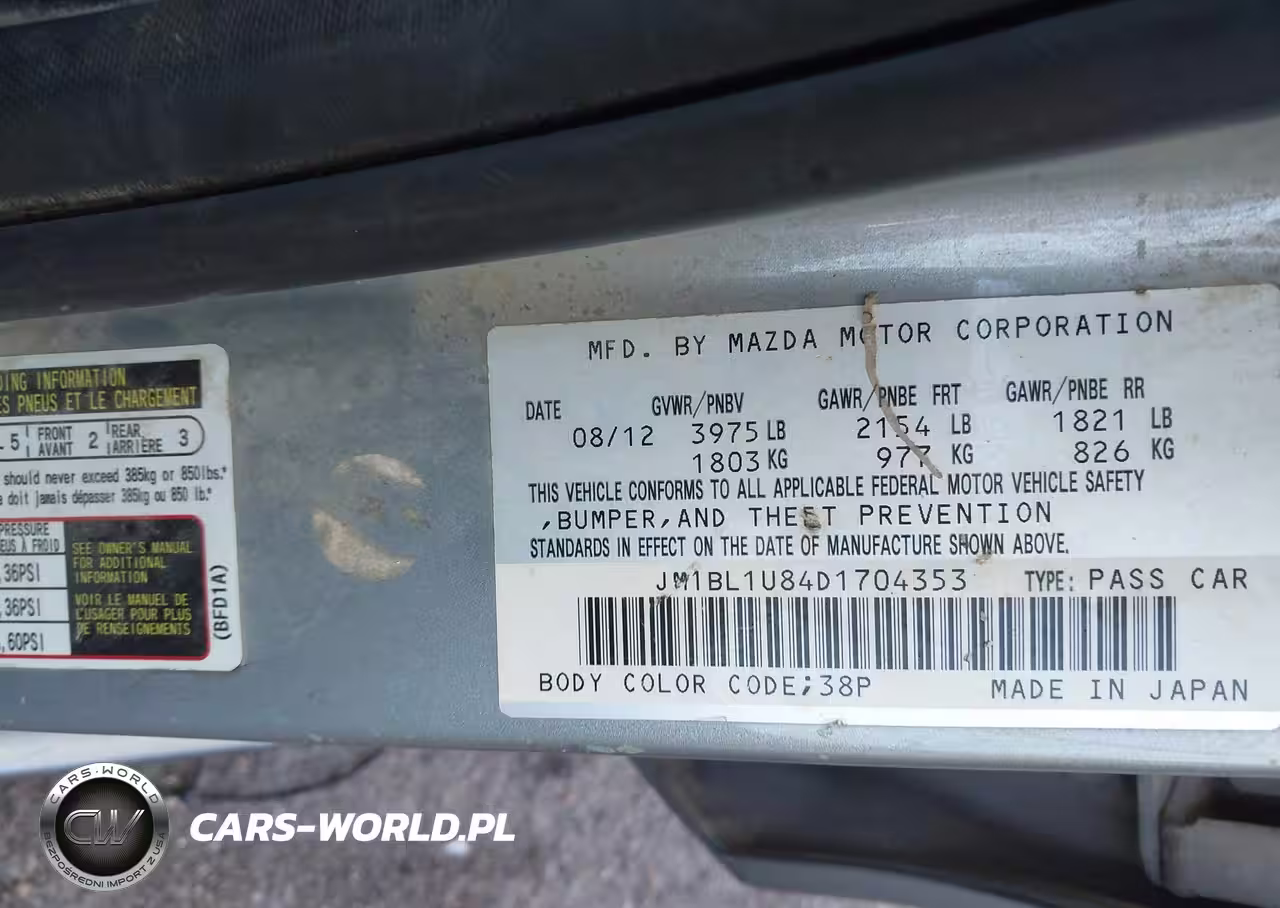 DING INFORMATION
ES PNEUS ET LE CHARGEMENT
5 FRONT AVANT 2 REAR ARRIÈRE 3
should never exceed 385kg or 850lbs.*
doit jamais dépasser 385kg ou 850 lb.*
PRESSURE
EUS À FROID
36PSI
36PSI
60PSI
SEE OWNER'S MANUAL
FOR ADDITIONAL
INFORMATION
VOIR LE MANUEL DE
L'USAGER POUR PLUS
DE RENSEIGNEMENTS
(BFD1A)
MFD. BY MAZDA MOTOR CORPORATION
DATE GVWR/PNBV GAWR/PNBE FRT GAWR/PNBE RR
08/12 3975 LB 2154 LB 1821 LB
1803 KG 977 KG 826 KG
THIS VEHICLE CONFORMS TO ALL APPLICABLE FEDERAL MOTOR VEHICLE SAFETY
,BUMPER,AND THEFT PREVENTION
STANDARDS IN EFFECT ON THE DATE OF MANUFACTURE SHOWN ABOVE.
JM1BL1U84D1704353 TYPE: PASS CAR
BODY COLOR CODE;38P MADE IN JAPAN
CARS-WORLD
CW
BEZPOŚREDNI IMPORT Z USA
CARS-WORLD.PL